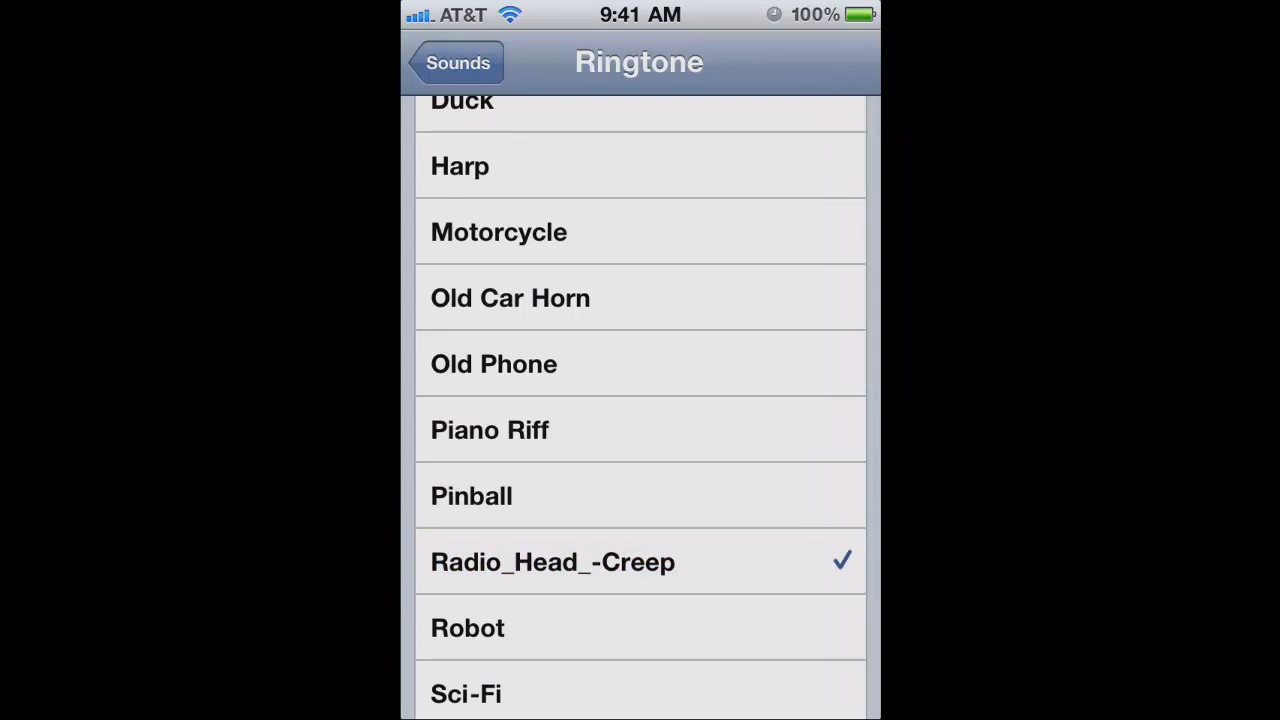 AT&T 9:41 AM 100%
Sounds Ringtone
Duck
Harp
Motorcycle
Old Car Horn
Old Phone
Piano Riff
Pinball
Radio_Head_-Creep
Robot
Sci-Fi